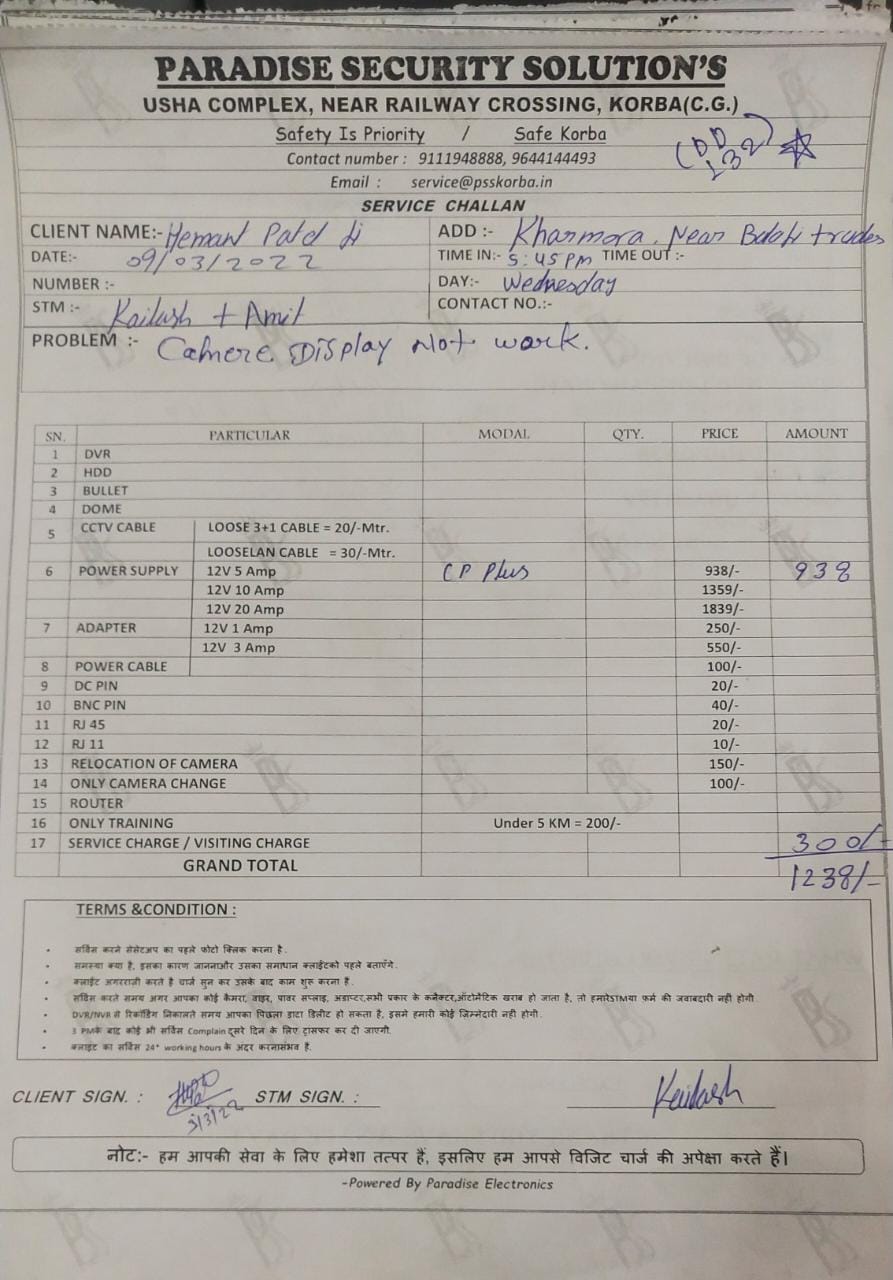 PARADISE SECURITY SOLUTION'S
USHA COMPLEX, NEAR RAILWAY CROSSING, KORBA(C.G.)
Safety Is Priority / Safe Korba
Contact number : 9111948888, 9644144493
Email : service@psskorba.in
SERVICE CHALLAN
CLIENT NAME:- Hemant Patel Ji ADD :- Kharmora, Near Balaji trades
DATE:- 09/03/2022 TIME IN:- 5:45 PM TIME OUT :-
NUMBER :- DAY:- Wednesday
STM :- Kailash + Amit CONTACT NO.:-
PROBLEM :- Camere DISplay Not work.
SN. PARTICULAR MODAL QTY. PRICE AMOUNT
1 DVR
2 HDD
3 BULLET
4 DOME
5 CCTV CABLE LOOSE 3+1 CABLE = 20/-Mtr.
LOOSELAN CABLE = 30/-Mtr.
6 POWER SUPPLY 12V 5 Amp CP Plus 938/- 938
12V 10 Amp 1359/-
12V 20 Amp 1839/-
7 ADAPTER 12V 1 Amp 250/-
12V 3 Amp 550/-
8 POWER CABLE 100/-
9 DC PIN 20/-
10 BNC PIN 40/-
11 RJ 45 20/-
12 RJ 11 10/-
13 RELOCATION OF CAMERA 150/-
14 ONLY CAMERA CHANGE 100/-
15 ROUTER
16 ONLY TRAINING Under 5 KM = 200/-
17 SERVICE CHARGE / VISITING CHARGE 300/-
GRAND TOTAL 1238/-
TERMS &CONDITION :
• सर्विस करने सेसेटअप का पहले फोटो क्लिक करना है .
• समस्या क्या है, इसका कारण जाननाऔर उसका समाधान क्लाईटको पहले बताएँगे.
• क्लाईट अगरराजी करते है चार्ज सुन कर उसके बाद काम शुरू करना है.
• सर्विस करते समय अगर आपका कोई कैमरा, वाइर, पावर सप्लाइ, अडाप्टर,सभी प्रकार के कनेक्टर,ऑटोमैटिक खराब हो जाता है, तो हमारेSTMया फर्म की जवाबदारी नहीं होगी .
• DVR/NVR से रिकॉर्डिंग निकालते समय आपका पिछला डाटा डिलीट हो सकता है, इसमे हमारी कोई जिम्मेदारी नहीं होगी .
• 3 PMके बाद कोई भी सर्विस Complain दूसरे दिन के लिए ट्रांसफर कर दी जाएगी.
• क्लाइट का सर्विस 24* working hours के अंदर करनासंभव है.
CLIENT SIGN. : STM SIGN. : Kailash
नोट:- हम आपकी सेवा के लिए हमेशा तत्पर हैं, इसलिए हम आपसे विजिट चार्ज की अपेक्षा करते हैं।
-Powered By Paradise Electronics